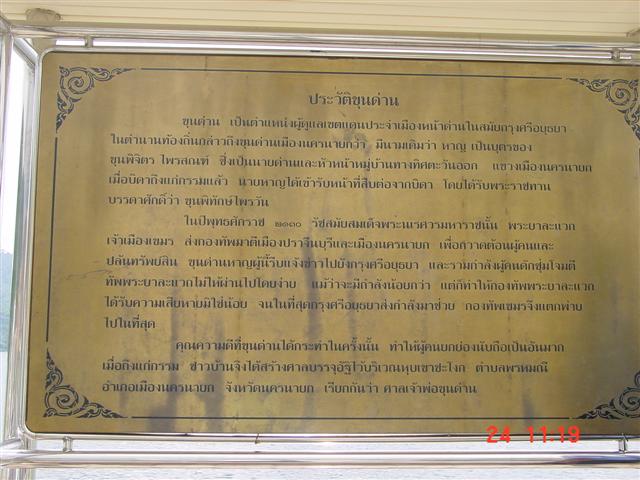 ประวัติขุนด่าน
ขุนด่าน เป็นตำแหน่งผู้ดูแลเขตแดนประจำเมืองหน้าด่านในสมัยกรุงศรีอยุธยา
ในตำนานท้องถิ่นกล่าวถึงขุนด่านเมืองนครนายกว่า มีนามเดิมว่า หาญ เป็นบุตรของ
ขุนพิจิตร ไพรสณฑ์ ซึ่งเป็นนายด่านและหัวหน้าหมู่บ้านทางทิศตะวันออก แขวงเมืองนครนายก
เมื่อบิดาถึงแก่กรรมแล้ว นายหาญได้เข้ารับหน้าที่สืบต่อจากบิดา โดยได้รับพระราชทาน
บรรดาศักดิ์ว่า ขุนพิทักษ์ไพรวัน
ในปีพุทธศักราช ๒๑๓๐ รัชสมัยสมเด็จพระนเรศวรมหาราชนั้น พระยาละแวก
เจ้าเมืองเขมร ส่งกองทัพมาตีเมืองปราจีนบุรีและเมืองนครนายก เพื่อกวาดต้อนผู้คนและ
ปล้นทรัพย์สิน ขุนด่านหาญผู้นี้รีบแจ้งข่าวไปยังกรุงศรีอยุธยา และรวมกำลังผู้คนดักซุ่มโจมตี
ทัพพระยาละแวกไม่ให้ผ่านไปโดยง่าย แม้ว่าจะมีกำลังน้อยกว่า แต่ก็ทำให้กองทัพพระยาละแวก
ได้รับความเสียหายมิใช่น้อย จนในที่สุดกรุงศรีอยุธยาส่งกำลังมาช่วย กองทัพเขมรจึงแตกพ่าย
ไปในที่สุด
คุณความดีที่ขุนด่านได้กระทำในครั้งนั้น ทำให้ผู้คนยกย่องนับถือเป็นอันมาก
เมื่อถึงแก่กรรม ชาวบ้านจึงได้สร้างศาลบรรจุอัฐิไว้บริเวณหุบเขาชะโงก ตำบลพรหมณี
อำเภอเมืองนครนายก จังหวัดนครนายก เรียกกันว่า ศาลเจ้าพ่อขุนด่าน
24 11:19